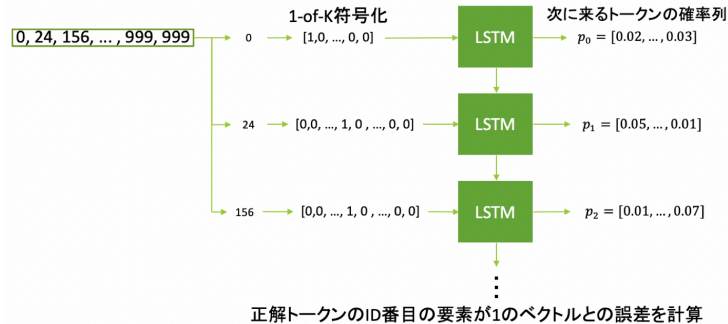 1-of-K符号化
次に来るトークンの確率列
0, 24, 156, ... , 999, 999
0
[1,0, ..., 0, 0]
LSTM
p₀ = [0.02, ... , 0.03]
24
[0,0, ..., 1, 0 , ..., 0, 0]
LSTM
p₁ = [0.05, ... , 0.01]
156
[0,0, ..., 1, 0 , ..., 0, 0]
LSTM
p₂ = [0.01, ... , 0.07]
⋮
正解トークンのID番目の要素が1のベクトルとの誤差を計算